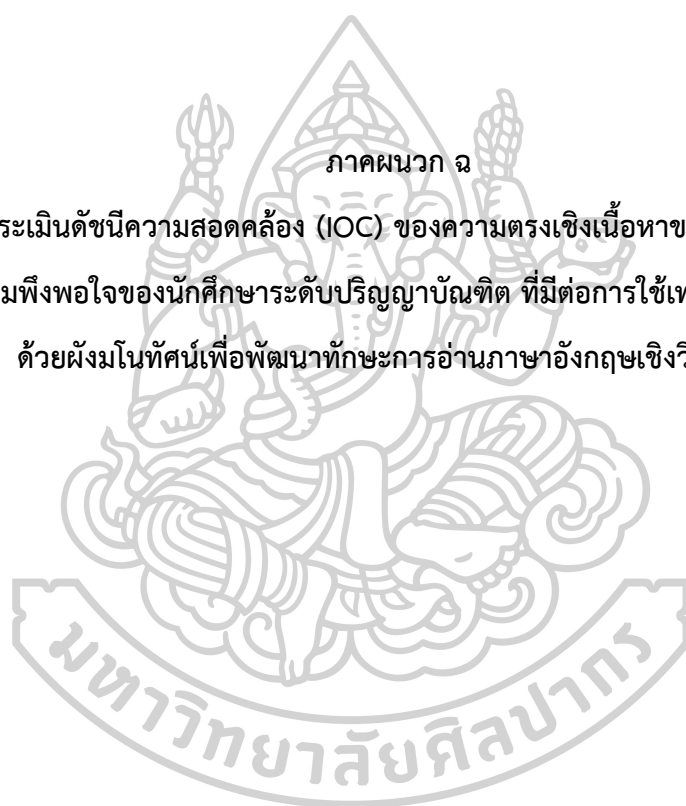 ภาคผนวก ฉ
ระเมินดัชนีความสอดคล้อง (IOC) ของความตรงเชิงเนื้อหาข
มพึงพอใจของนักศึกษาระดับปริญญาบัณฑิต ที่มีต่อการใช้เท
ด้วยผังมโนทัศน์เพื่อพัฒนาทักษะการอ่านภาษาอังกฤษเชิงวิ
มหาวิทยาลัยศิลปากร